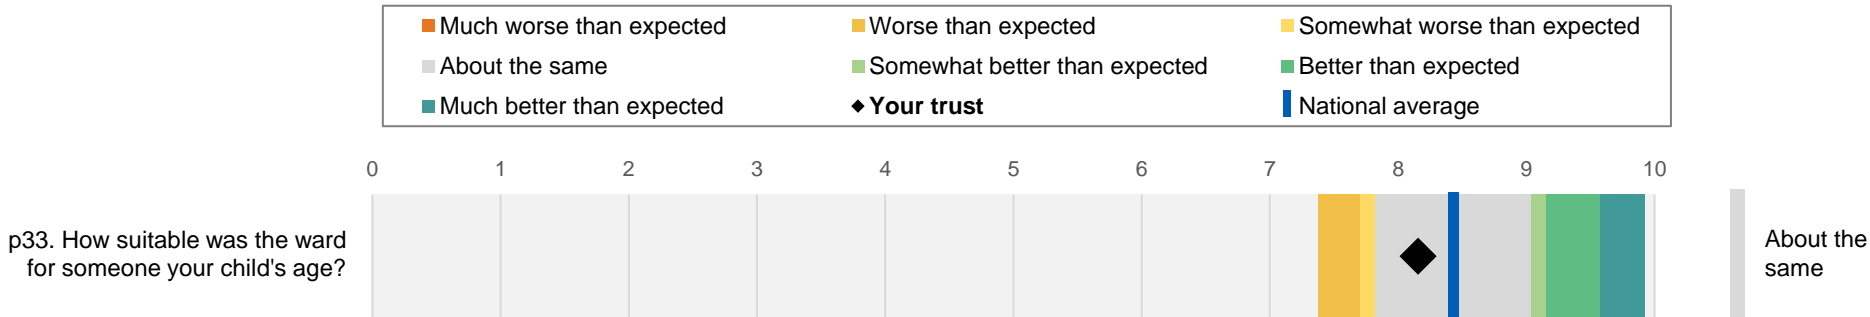 Much worse than expected
Worse than expected
Somewhat worse than expected
About the same
Somewhat better than expected
Better than expected
Much better than expected
Your trust
National average
0 1 2 3 4 5 6 7 8 9 10
p33. How suitable was the ward
for someone your child's age?
About the
same